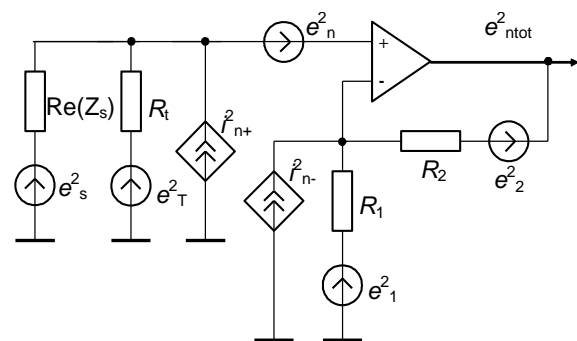 e²n
e²ntot
+
-
Re(Zs)
Rt
i²n+
e²s
e²T
i²n-
R2
e²2
R1
e²1